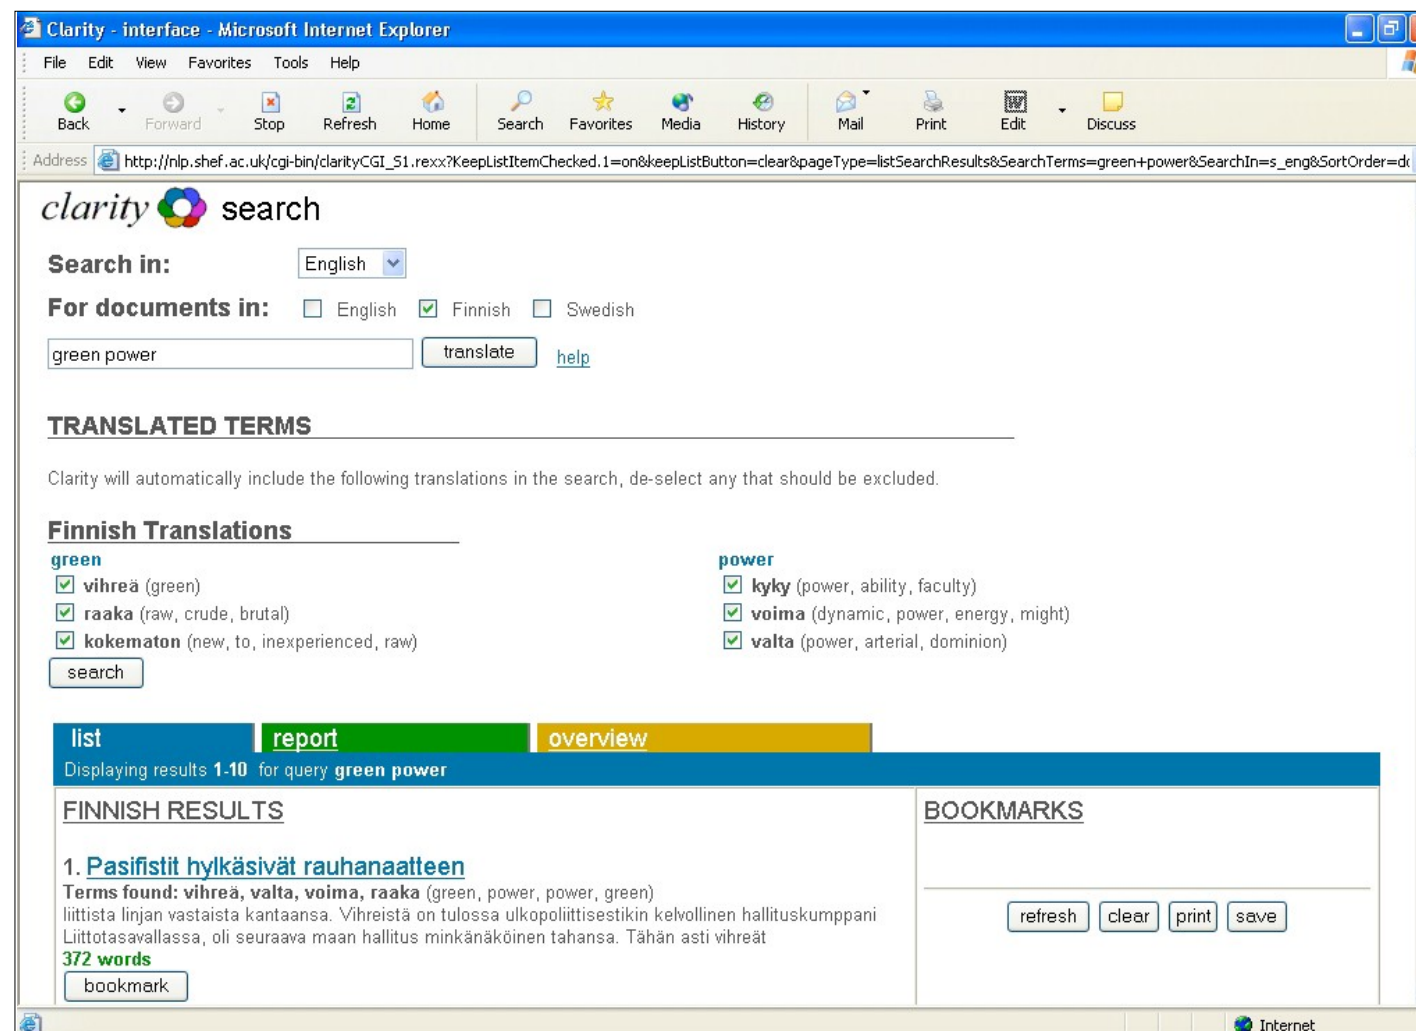 Clarity - interface - Microsoft Internet Explorer
File Edit View Favorites Tools Help
Back Forward Stop Refresh Home Search Favorites Media History Mail Print Edit Discuss
Address http://nlp.shef.ac.uk/cgi-bin/clarityCGI_S1.rexx?KeepListItemChecked.1=on&keepListButton=clear&pageType=listSearchResults&SearchTerms=green+power&SearchIn=s_eng&SortOrder=do
clarity search
Search in: English
For documents in: English Finnish Swedish
green power translate help
TRANSLATED TERMS
Clarity will automatically include the following translations in the search, de-select any that should be excluded.
Finnish Translations
green power
vihreä (green) kyky (power, ability, faculty)
raaka (raw, crude, brutal) voima (dynamic, power, energy, might)
kokematon (new, to, inexperienced, raw) valta (power, arterial, dominion)
search
list report overview
Displaying results 1-10 for query green power
FINNISH RESULTS BOOKMARKS
1. Pasifistit hylkäsivät rauhanaatteen
Terms found: vihreä, valta, voima, raaka (green, power, power, green)
liittista linjan vastaista kantaansa. Vihreistä on tulossa ulkopoliittisestikin kelvollinen hallituskumppani
Liittotasavallassa, oli seuraava maan hallitus minkänäköinen tahansa. Tähän asti vihreät
372 words
bookmark
refresh clear print save
Internet